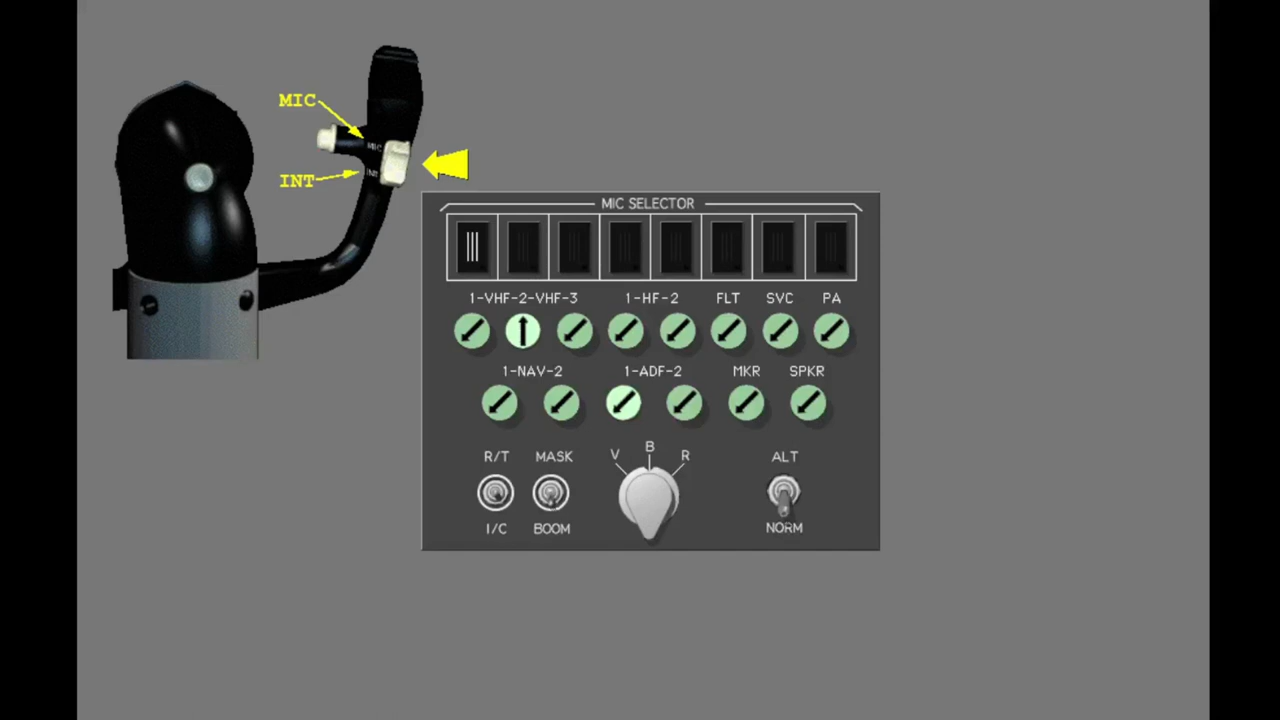 MIC
MIC
INT
INT
MIC SELECTOR
1-VHF-2-VHF-3 1-HF-2 FLT SVC PA
1-NAV-2 1-ADF-2 MKR SPKR
R/T MASK V B R ALT
I/C BOOM NORM